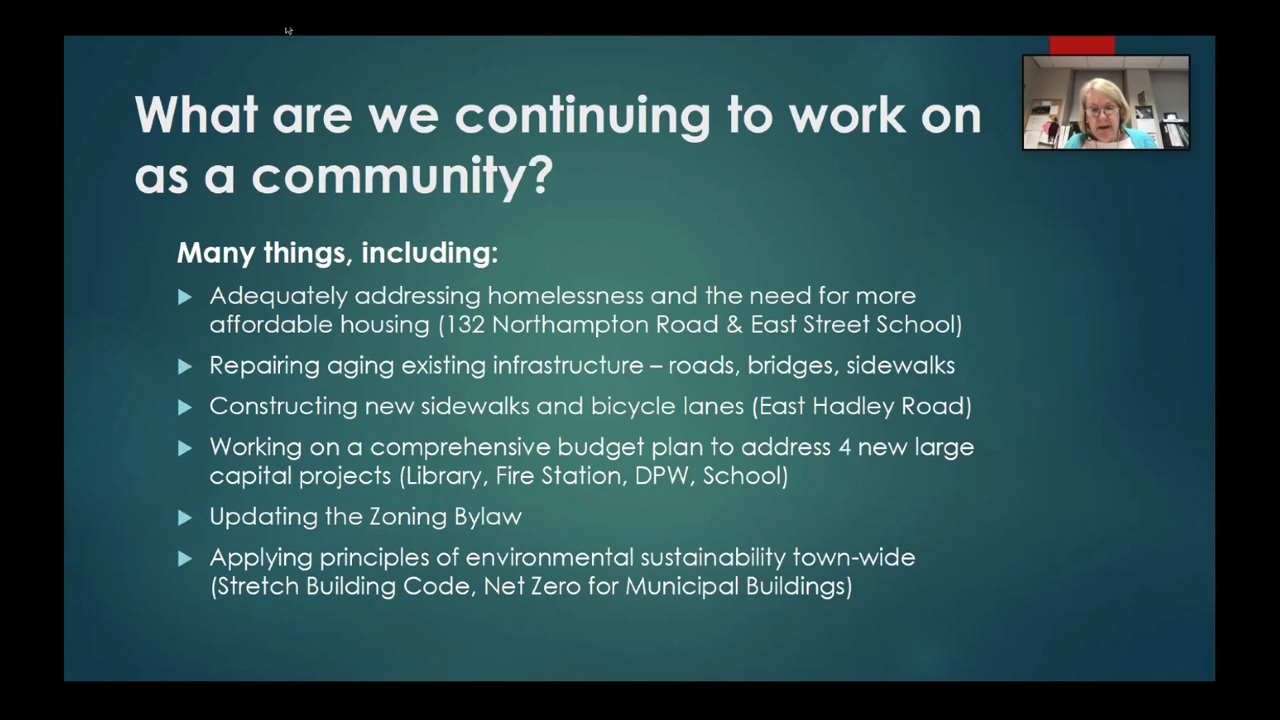 What are we continuing to work on
as a community?
Many things, including:
Adequately addressing homelessness and the need for more
affordable housing (132 Northampton Road & East Street School)
Repairing aging existing infrastructure – roads, bridges, sidewalks
Constructing new sidewalks and bicycle lanes (East Hadley Road)
Working on a comprehensive budget plan to address 4 new large
capital projects (Library, Fire Station, DPW, School)
Updating the Zoning Bylaw
Applying principles of environmental sustainability town-wide
(Stretch Building Code, Net Zero for Municipal Buildings)